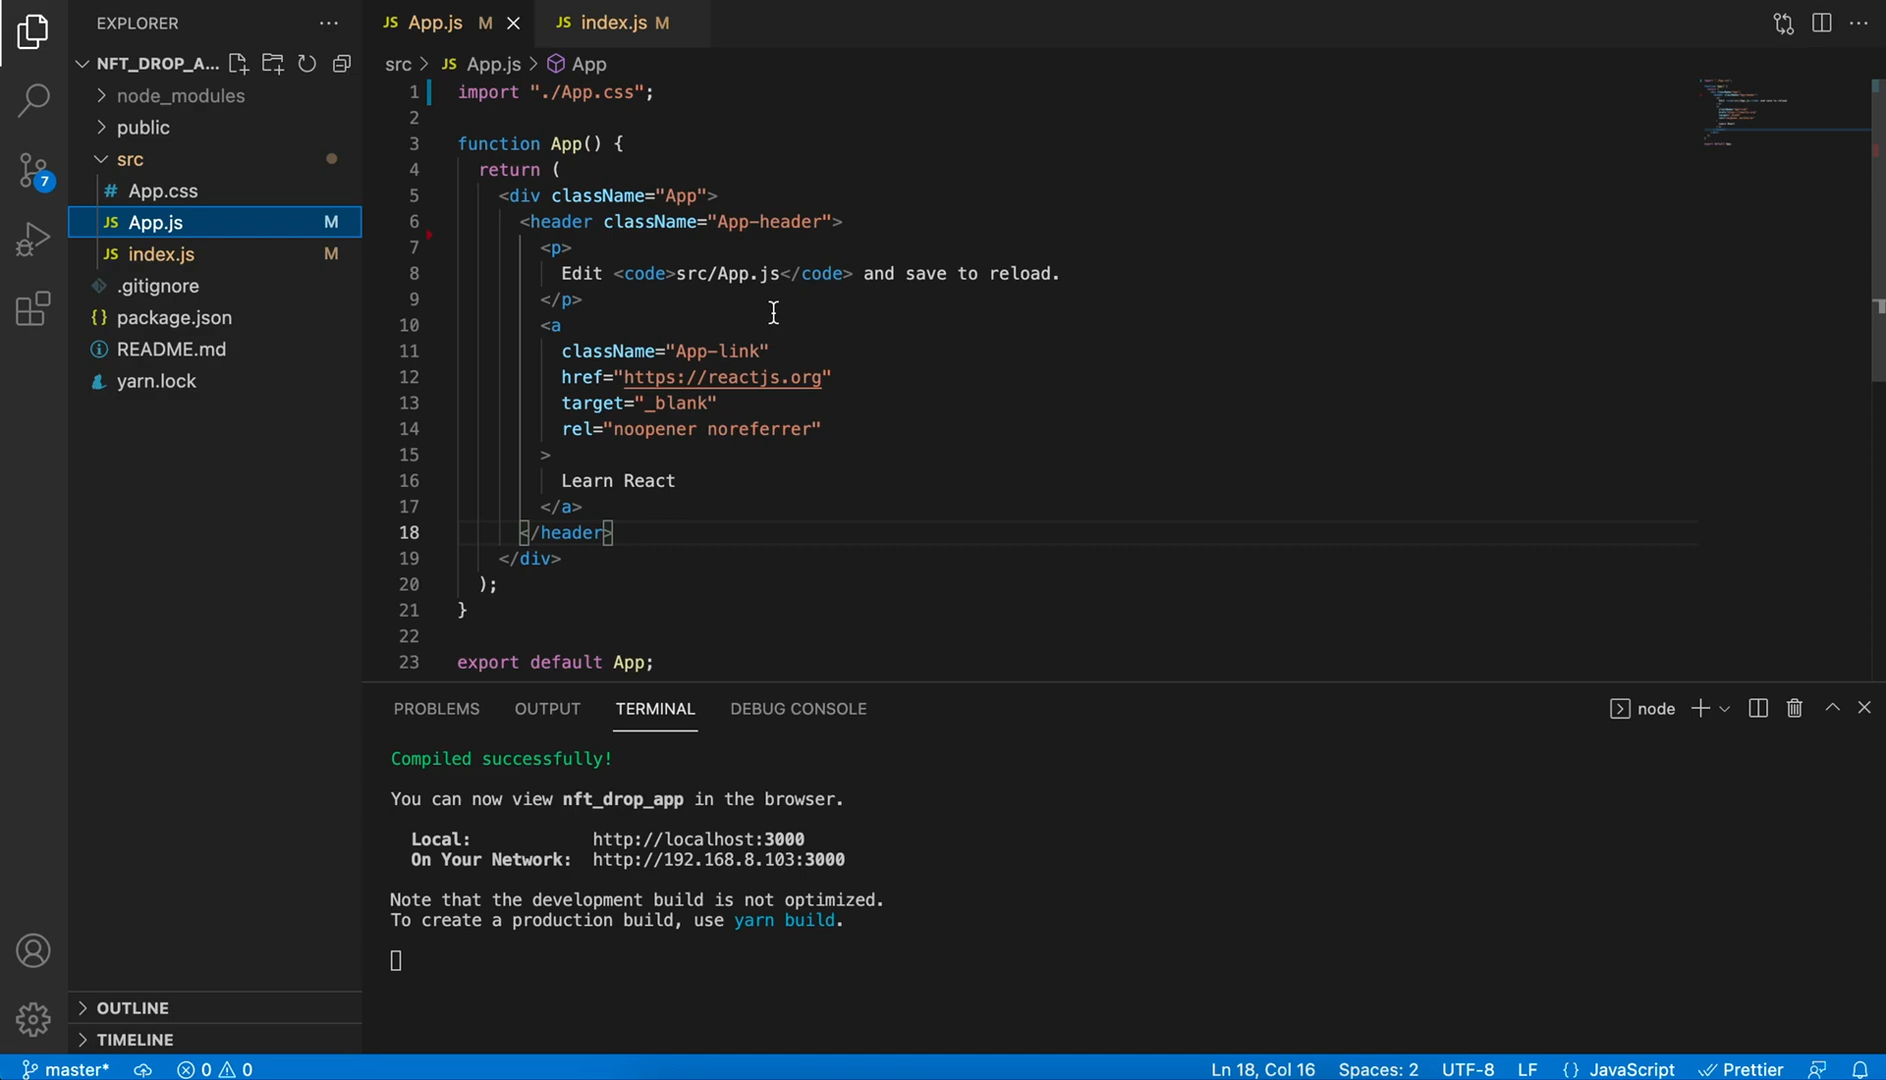 EXPLORER
NFT_DROP_A...
node_modules
public
src
# App.css
JS App.js M
JS index.js M
.gitignore
{} package.json
README.md
yarn.lock
OUTLINE
TIMELINE
7
JS App.js M
JS index.js M
src > JS App.js > App
1 import "./App.css";
2
3 function App() {
4 return (
5 <div className="App">
6 <header className="App-header">
7 <p>
8 Edit <code>src/App.js</code> and save to reload.
9 </p>
10 <a
11 className="App-link"
12 href="https://reactjs.org"
13 target="_blank"
14 rel="noopener noreferrer"
15 >
16 Learn React
17 </a>
18 </header>
19 </div>
20 );
21 }
22
23 export default App;
PROBLEMS OUTPUT TERMINAL DEBUG CONSOLE
node
Compiled successfully!
You can now view nft_drop_app in the browser.
Local: http://localhost:3000
On Your Network: http://192.168.8.103:3000
Note that the development build is not optimized.
To create a production build, use yarn build.
master* 0 0
Ln 18, Col 16 Spaces: 2 UTF-8 LF {} JavaScript Prettier